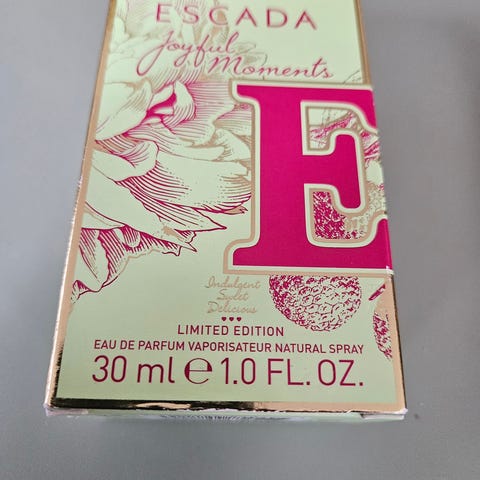 ESCADA
Joyful
Moments
E
Indulgent
Sweet
Delicious
LIMITED EDITION
EAU DE PARFUM VAPORISATEUR NATURAL SPRAY
30 ml ℮ 1.0 FL. OZ.